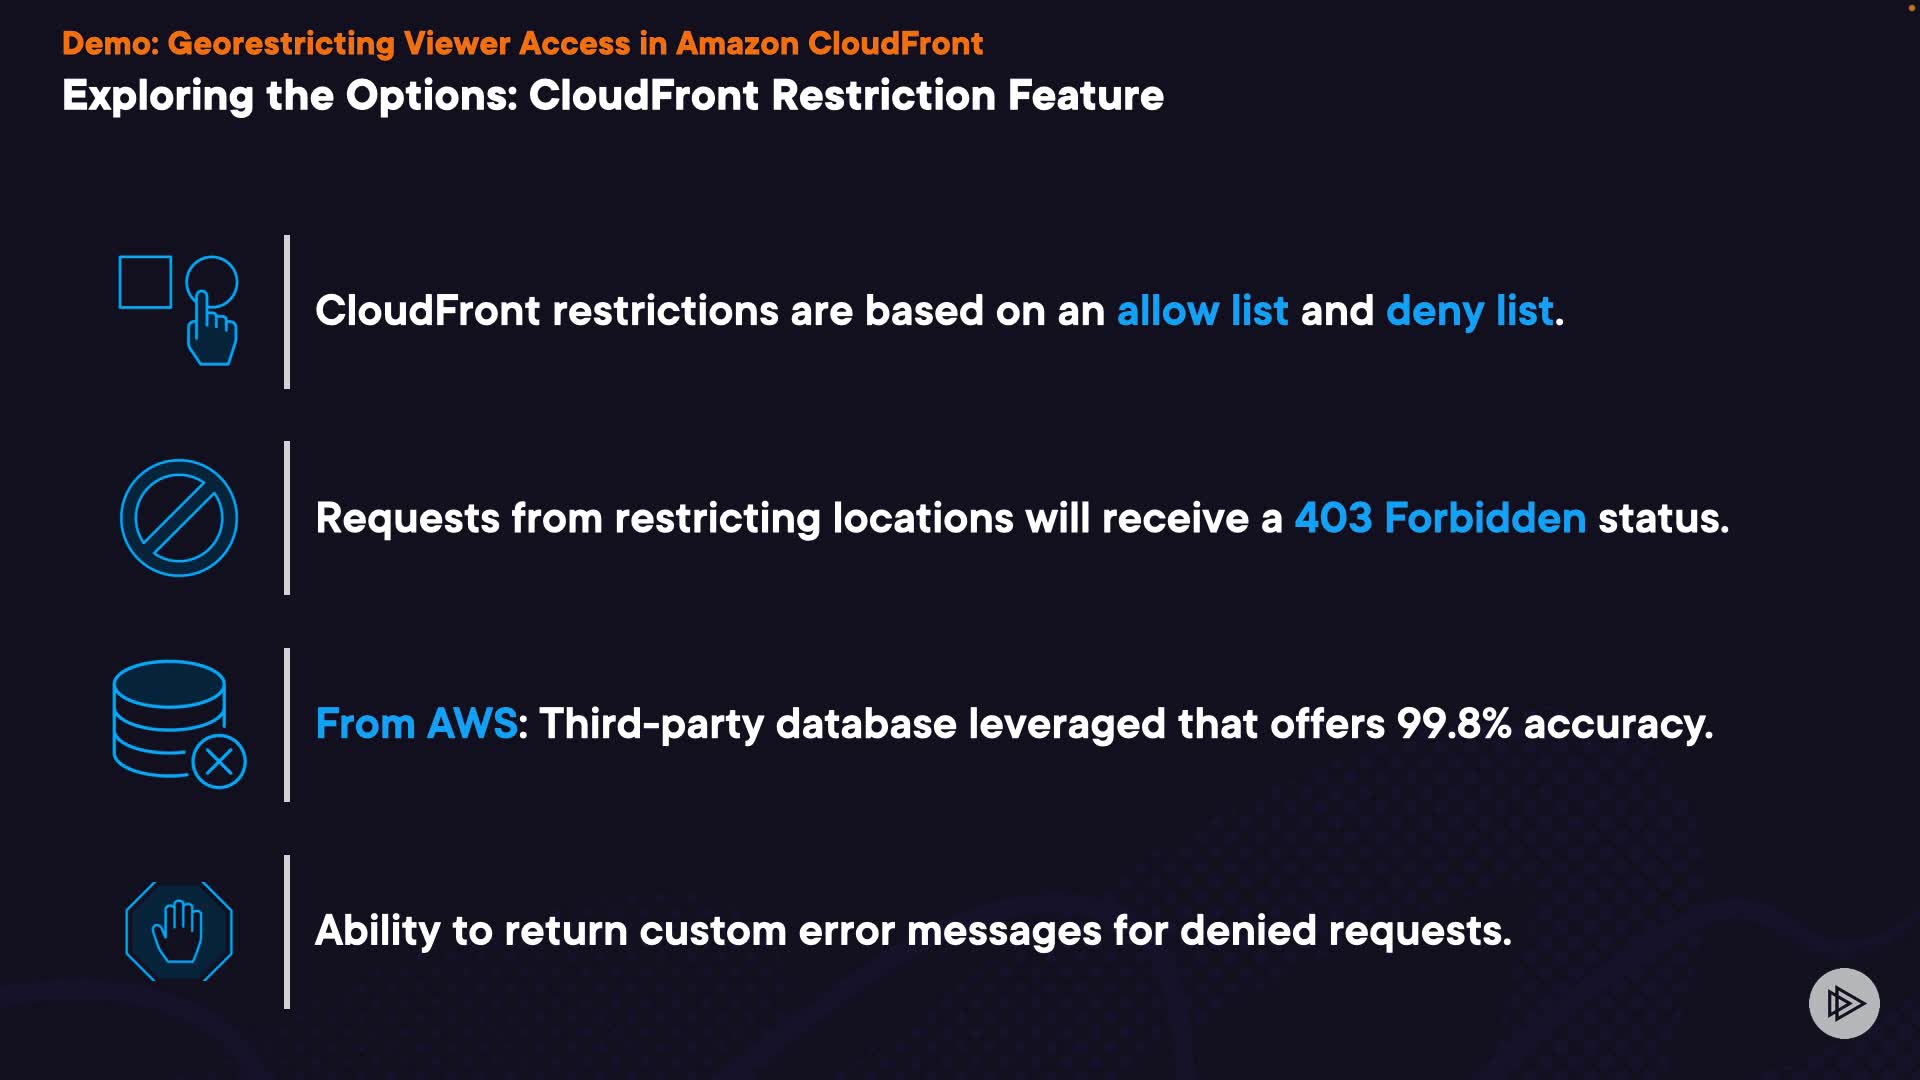 Demo: Georestricting Viewer Access in Amazon CloudFront
Exploring the Options: CloudFront Restriction Feature
CloudFront restrictions are based on an allow list and deny list.
Requests from restricting locations will receive a 403 Forbidden status.
From AWS: Third-party database leveraged that offers 99.8% accuracy.
Ability to return custom error messages for denied requests.